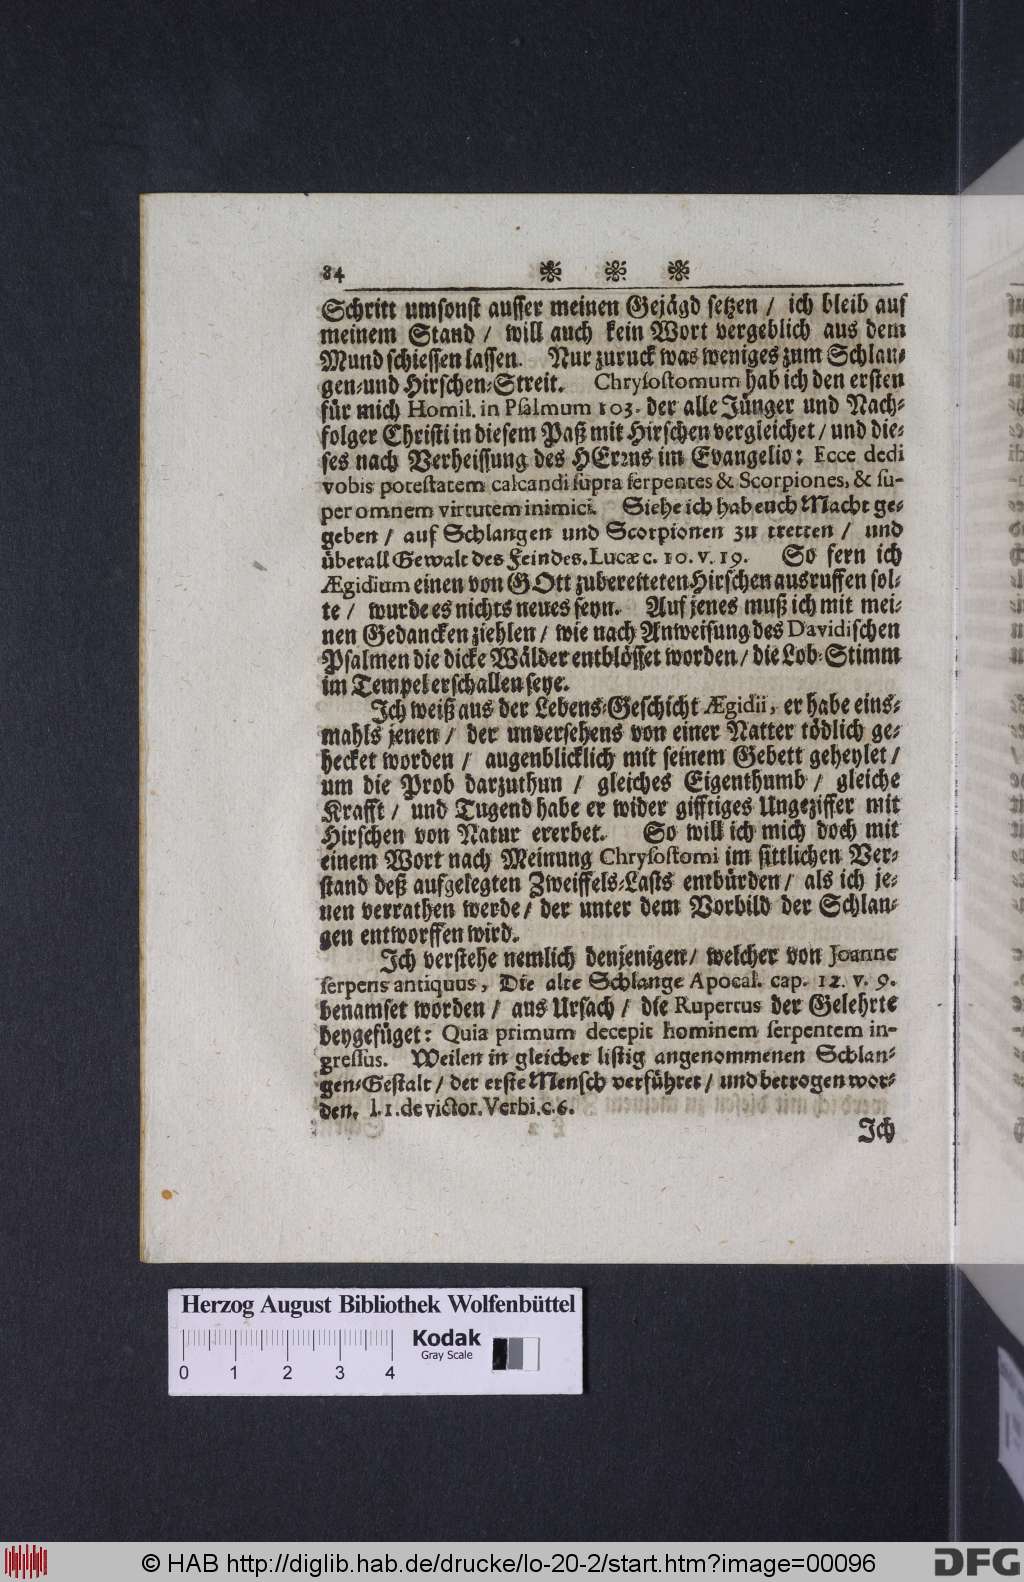 84
Schritt umsonst ausser meinen Gejägd setzen / ich bleib auf
meinem Stand / will auch kein Wort vergeblich aus dem
Mund schiessen lassen. Nur zuruck was weniges zum Schlan-
gen-und Hirschen-Streit. Chrysostomum hab ich den ersten
für mich Homil. in Psalmum 103. der alle Jünger und Nach-
folger Christi in diesem Paß mit Hirschen vergleichet / und die-
ses nach Verheissung des HErrns im Evangelio: Ecce dedi
vobis potestatem calcandi supra serpentes & Scorpiones, & su-
per omnem virtutem inimici. Siehe ich hab euch Macht ge-
geben / auf Schlangen und Scorpionen zu tretten / und
überall Gewalt des Feindes. Lucæ c. 10. v. 19. So fern ich
Ægidium einen von GOtt zubereiteten Hirschen ausruffen sol-
te / wurde es nichts neues seyn. Auf jenes muß ich mit mei-
nen Gedancken ziehlen / wie nach Anweisung des Davidischen
Psalmen die dicke Wälder entblösset worden / die Lob-Stimm
im Tempel erschallen seye.
Ich weiß aus der Lebens-Geschicht Ægidii, er habe eins-
mahls jenen / der unversehens von einer Natter tödlich ge-
hecket worden / augenblicklich mit seinem Gebett geheylet /
um die Prob darzuthun / gleiches Eigenthumb / gleiche
Krafft / und Tugend habe er wider gifftiges Ungeziffer mit
Hirschen von Natur ererbet. So will ich mich doch mit
einem Wort nach Meinung Chrysostomi im sittlichen Ver-
stand deß aufgelegten Zweiffels-Lasts entbürden / als ich je-
nen verrathen werde / der unter dem Vorbild der Schlan-
gen entworffen wird.
Ich verstehe nemlich denjenigen / welcher von Joanne
serpens antiquus, Die alte Schlange Apocal. cap. 12. v. 9.
benamset worden / aus Ursach / die Rupertus der Gelehrte
beygefüget: Quia primum decepit hominem serpentem in-
gressus. Weilen in gleicher listig angenommenen Schlan-
gen-Gestalt / der erste Mensch verführet / und betrogen wor-
den. l. 1. de victor. Verbi. c. 6.
Ich
Herzog August Bibliothek Wolfenbüttel
Kodak
Gray Scale
0 1 2 3 4
© HAB http://diglib.hab.de/drucke/lo-20-2/start.htm?image=00096
DFG